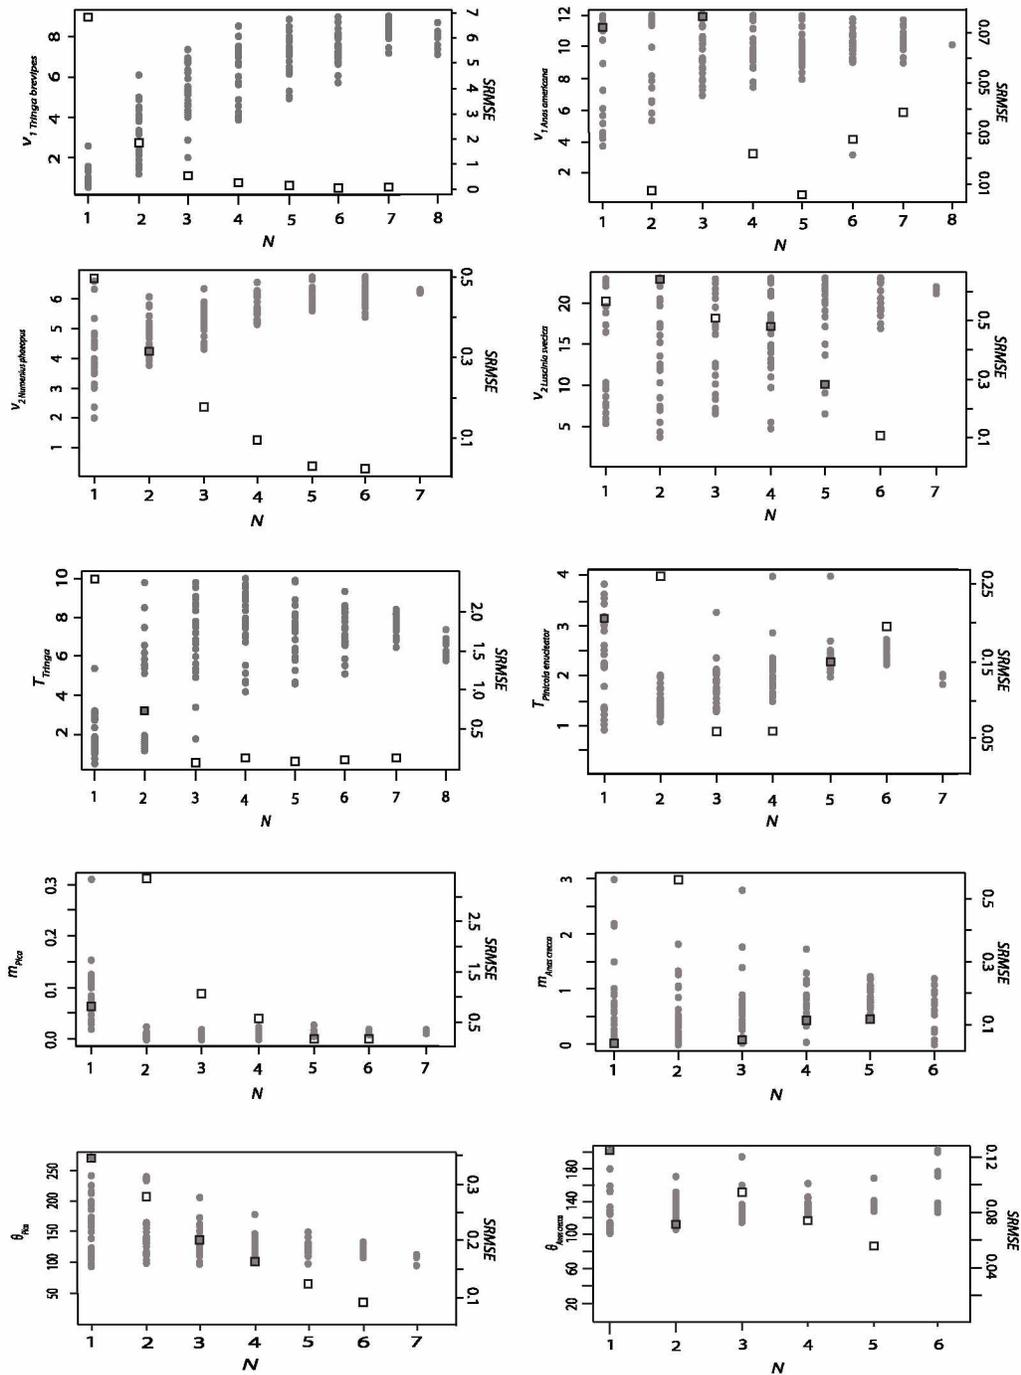 v1 Tringa brevipes
8
6
4
2
7
6
5
4
3
2
1
0
SRMSE
1 2 3 4 5 6 7 8
N
v1 Anas americana
12
10
8
6
4
2
0.07
0.05
0.03
0.01
SRMSE
1 2 3 4 5 6 7 8
N
v2 Numenius phaeopus
6
5
4
3
2
1
0.5
0.3
0.1
SRMSE
1 2 3 4 5 6 7
N
v2 Luscinia svecica
20
15
10
5
0.5
0.3
0.1
SRMSE
1 2 3 4 5 6 7
N
T Tringa
10
8
6
4
2
2.0
1.5
1.0
0.5
SRMSE
1 2 3 4 5 6 7 8
N
T Pinicola enucleator
4
3
2
1
0.25
0.15
0.05
SRMSE
1 2 3 4 5 6 7
N
m Pica
0.3
0.2
0.1
0.0
2.5
1.5
0.5
SRMSE
1 2 3 4 5 6 7
N
m Anas crecca
3
2
1
0
0.5
0.3
0.1
SRMSE
1 2 3 4 5 6
N
θ Pica
250
200
150
100
50
0.3
0.2
0.1
SRMSE
1 2 3 4 5 6 7
N
θ Anas crecca
180
140
100
60
20
0.12
0.08
0.04
SRMSE
1 2 3 4 5 6
N